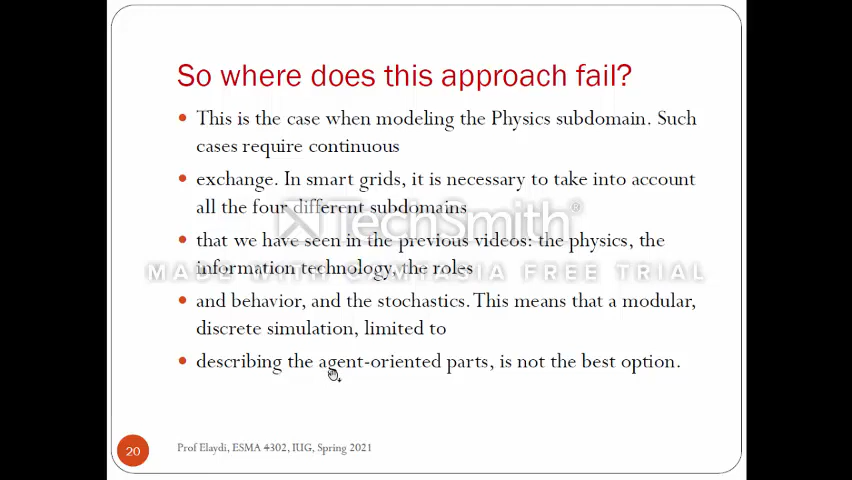 So where does this approach fail?
This is the case when modeling the Physics subdomain. Such
cases require continuous
exchange. In smart grids, it is necessary to take into account
all the four different subdomains
that we have seen in the previous videos: the physics, the
information technology, the roles
and behavior, and the stochastics. This means that a modular,
discrete simulation, limited to
describing the agent-oriented parts, is not the best option.
TechSmith®
MADE WITH CAMTASIA FREE TRIAL
20
Prof Elaydi, ESMA 4302, IUG, Spring 2021